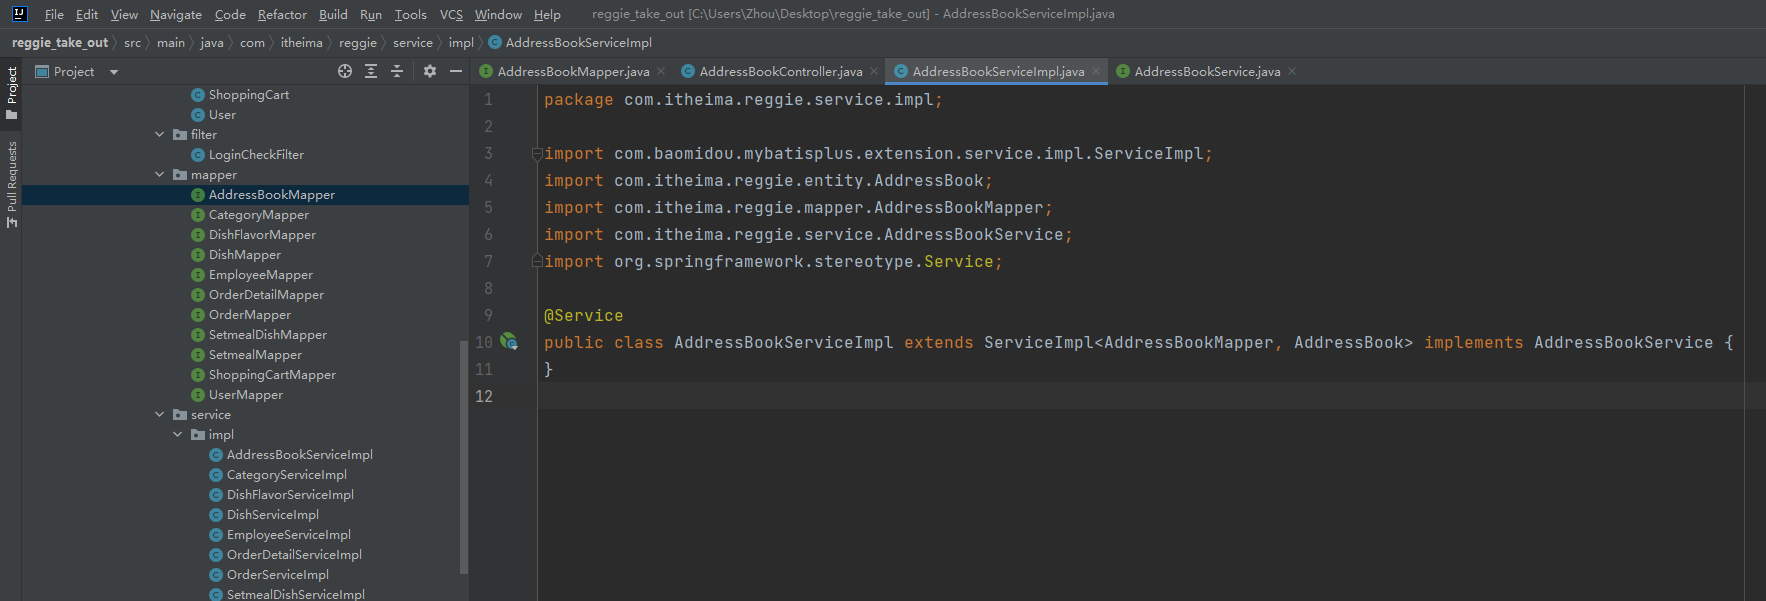 File Edit View Navigate Code Refactor Build Run Tools VCS Window Help reggie_take_out [C:\Users\Zhou\Desktop\reggie_take_out] - AddressBookServiceImpl.java
reggie_take_out src main java com itheima reggie service impl AddressBookServiceImpl
Project
Pull Requests
Project
ShoppingCart
User
filter
LoginCheckFilter
mapper
AddressBookMapper
CategoryMapper
DishFlavorMapper
DishMapper
EmployeeMapper
OrderDetailMapper
OrderMapper
SetmealDishMapper
SetmealMapper
ShoppingCartMapper
UserMapper
service
impl
AddressBookServiceImpl
CategoryServiceImpl
DishFlavorServiceImpl
DishServiceImpl
EmployeeServiceImpl
OrderDetailServiceImpl
OrderServiceImpl
SetmealDishServiceImpl
AddressBookMapper.java AddressBookController.java AddressBookServiceImpl.java AddressBookService.java
1 package com.itheima.reggie.service.impl;
2
3 import com.baomidou.mybatisplus.extension.service.impl.ServiceImpl;
4 import com.itheima.reggie.entity.AddressBook;
5 import com.itheima.reggie.mapper.AddressBookMapper;
6 import com.itheima.reggie.service.AddressBookService;
7 import org.springframework.stereotype.Service;
8
9 @Service
10 public class AddressBookServiceImpl extends ServiceImpl<AddressBookMapper, AddressBook> implements AddressBookService {
11 }
12